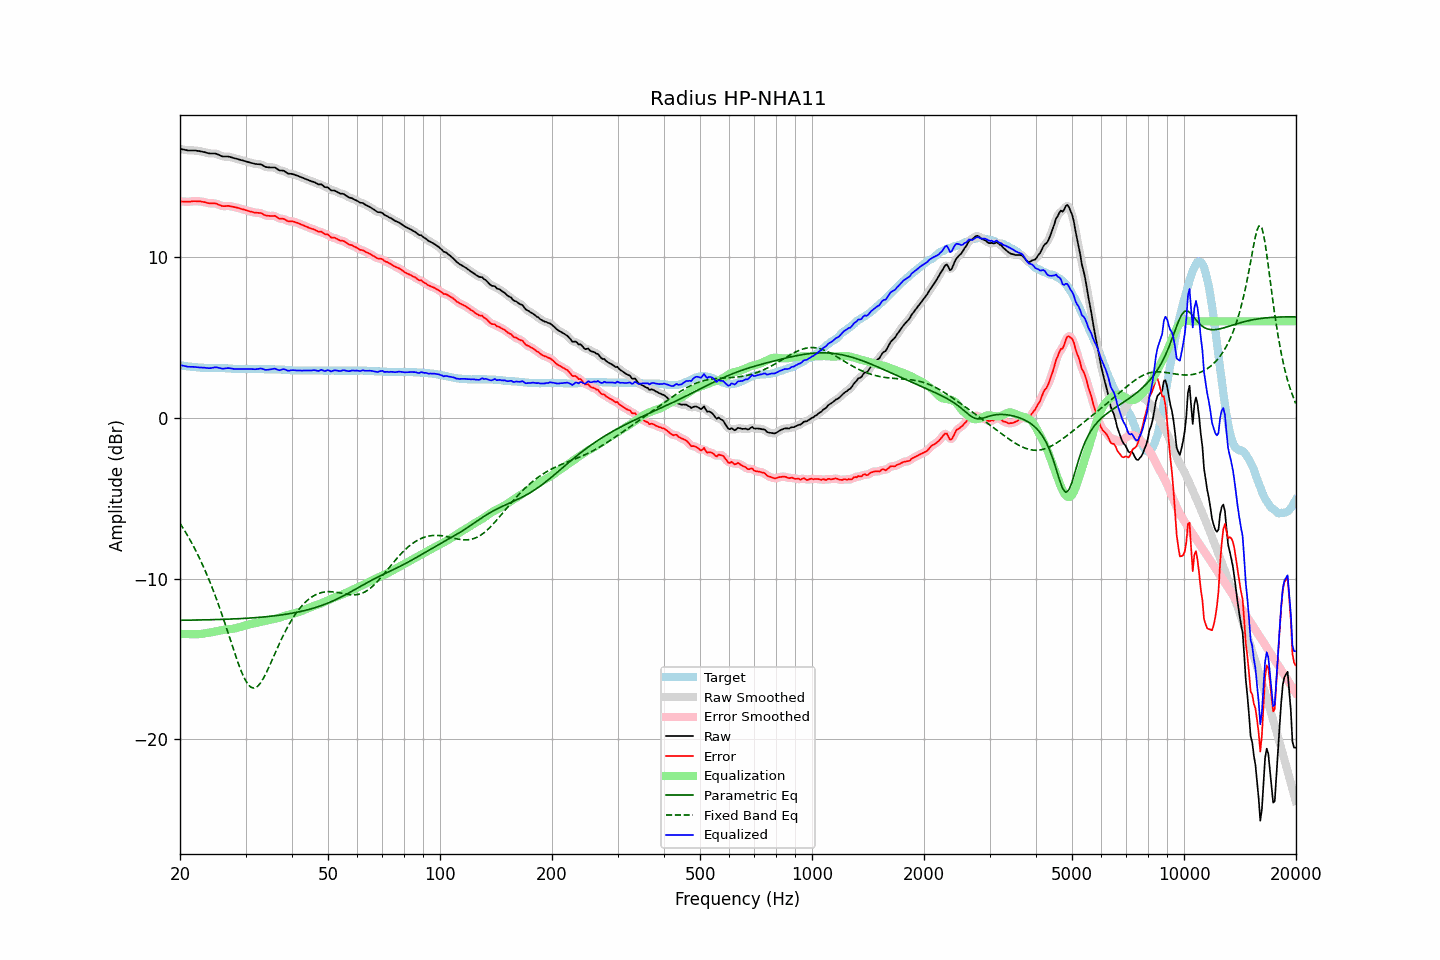 Radius HP-NHA11
Amplitude (dBr)
10
0
−10
−20
Target
Raw Smoothed
Error Smoothed
Raw
Error
Equalization
Parametric Eq
Fixed Band Eq
Equalized
20 50 100 200 500 1000 2000 5000 10000 20000
Frequency (Hz)